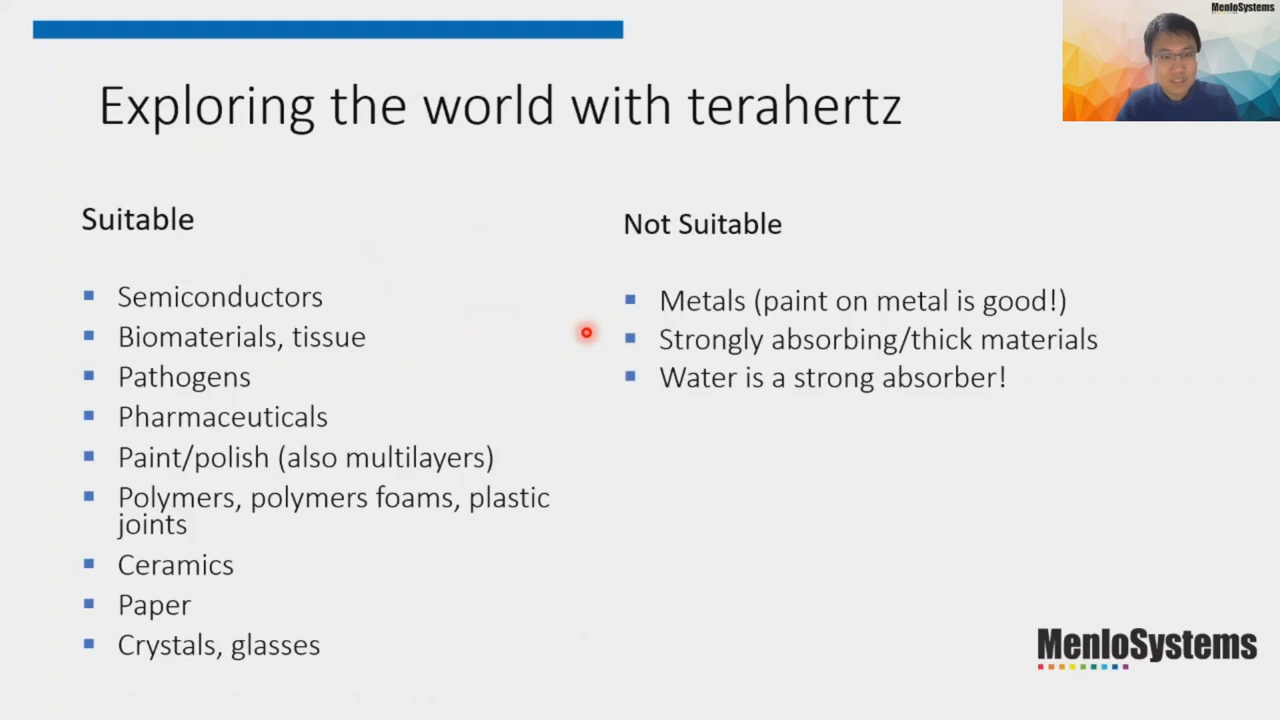 MenloSystems
Exploring the world with terahertz
Suitable
Semiconductors
Biomaterials, tissue
Pathogens
Pharmaceuticals
Paint/polish (also multilayers)
Polymers, polymers foams, plastic
joints
Ceramics
Paper
Crystals, glasses
Not Suitable
Metals (paint on metal is good!)
Strongly absorbing/thick materials
Water is a strong absorber!
MenloSystems